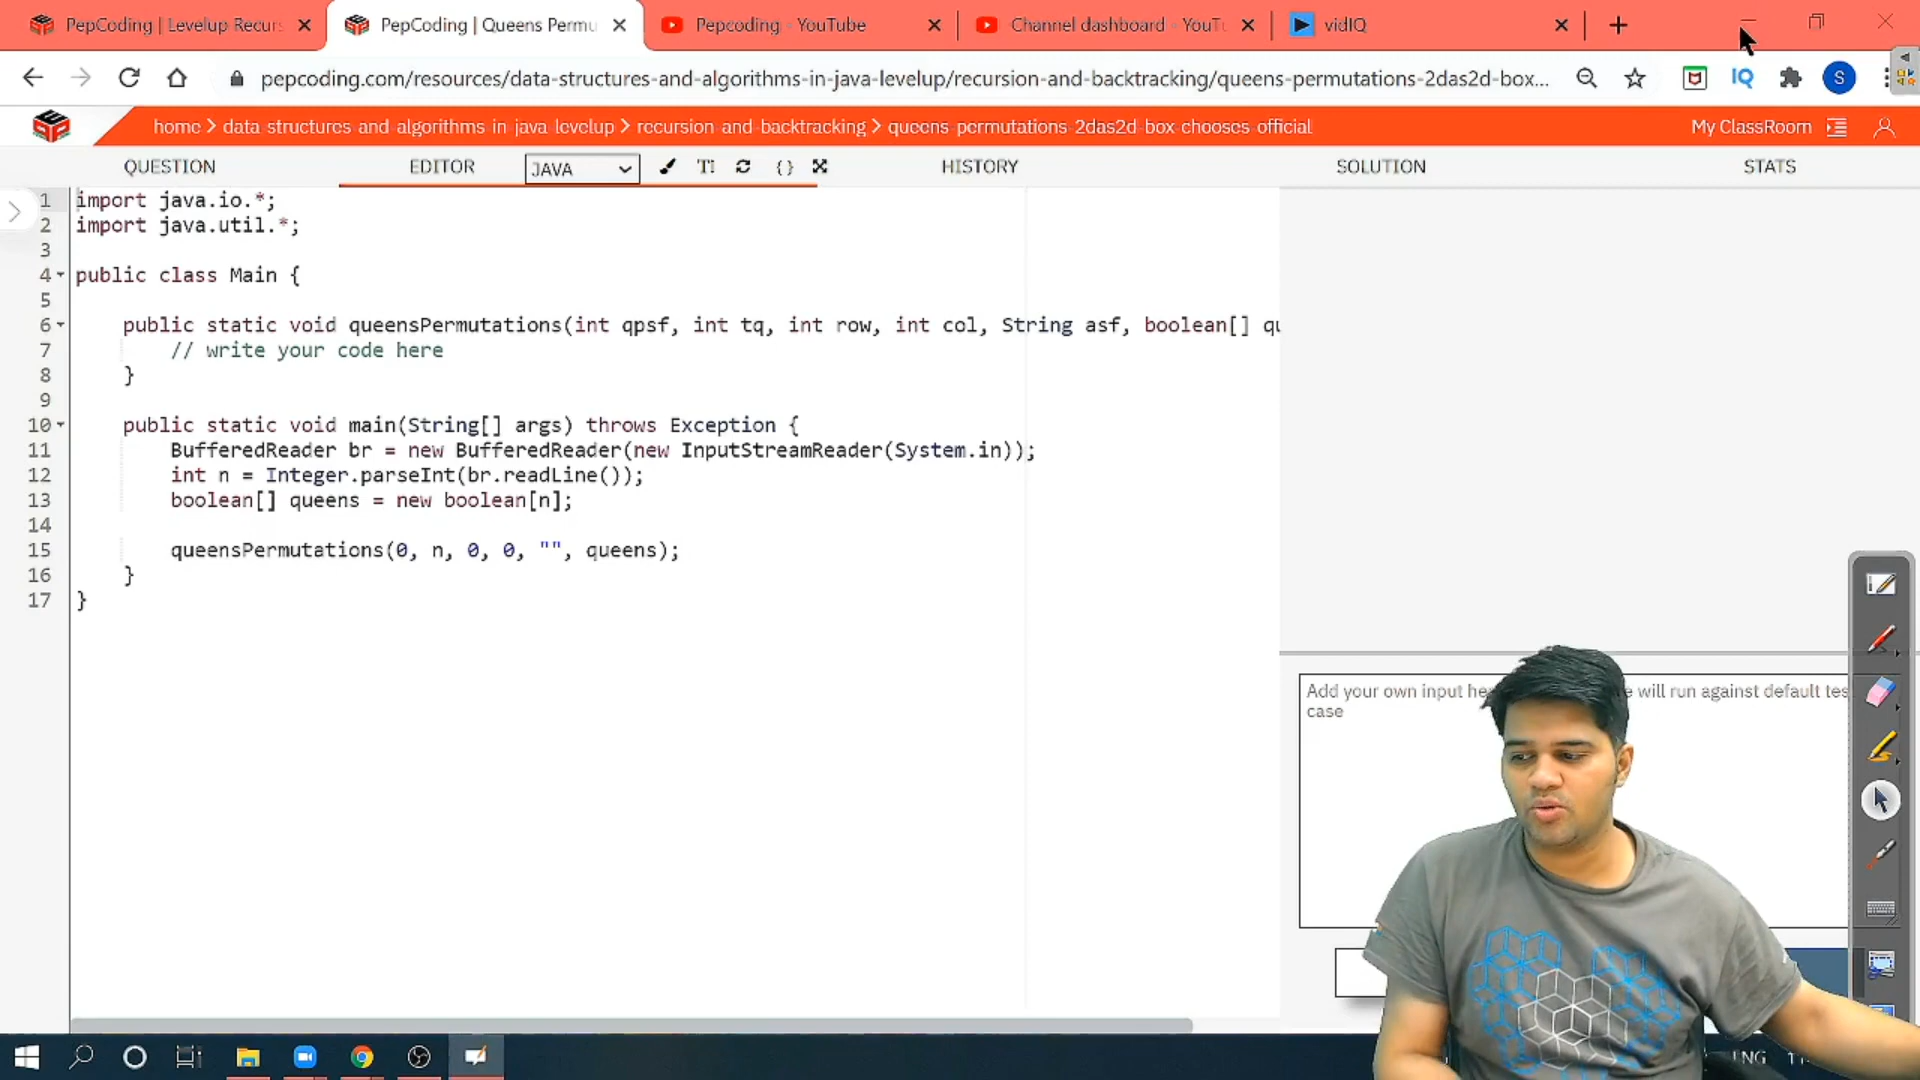 PepCoding | Levelup Recurs
PepCoding | Queens Permu
Pepcoding - YouTube
Channel dashboard - YouTu
vidIQ
pepcoding.com/resources/data-structures-and-algorithms-in-java-levelup/recursion-and-backtracking/queens-permutations-2das2d-box...
IQ
S
home > data structures and algorithms in java levelup > recursion and backtracking > queens-permutations-2das2d-box-chooses-official
My ClassRoom
QUESTION
EDITOR
JAVA
HISTORY
SOLUTION
STATS
1 import java.io.*;
2 import java.util.*;
3
4 public class Main {
5
6 public static void queensPermutations(int qpsf, int tq, int row, int col, String asf, boolean[] qu
7 // write your code here
8 }
9
10 public static void main(String[] args) throws Exception {
11 BufferedReader br = new BufferedReader(new InputStreamReader(System.in));
12 int n = Integer.parseInt(br.readLine());
13 boolean[] queens = new boolean[n];
14
15 queensPermutations(0, n, 0, 0, "", queens);
16 }
17 }
Add your own input he
e will run against default tes
case
ENG